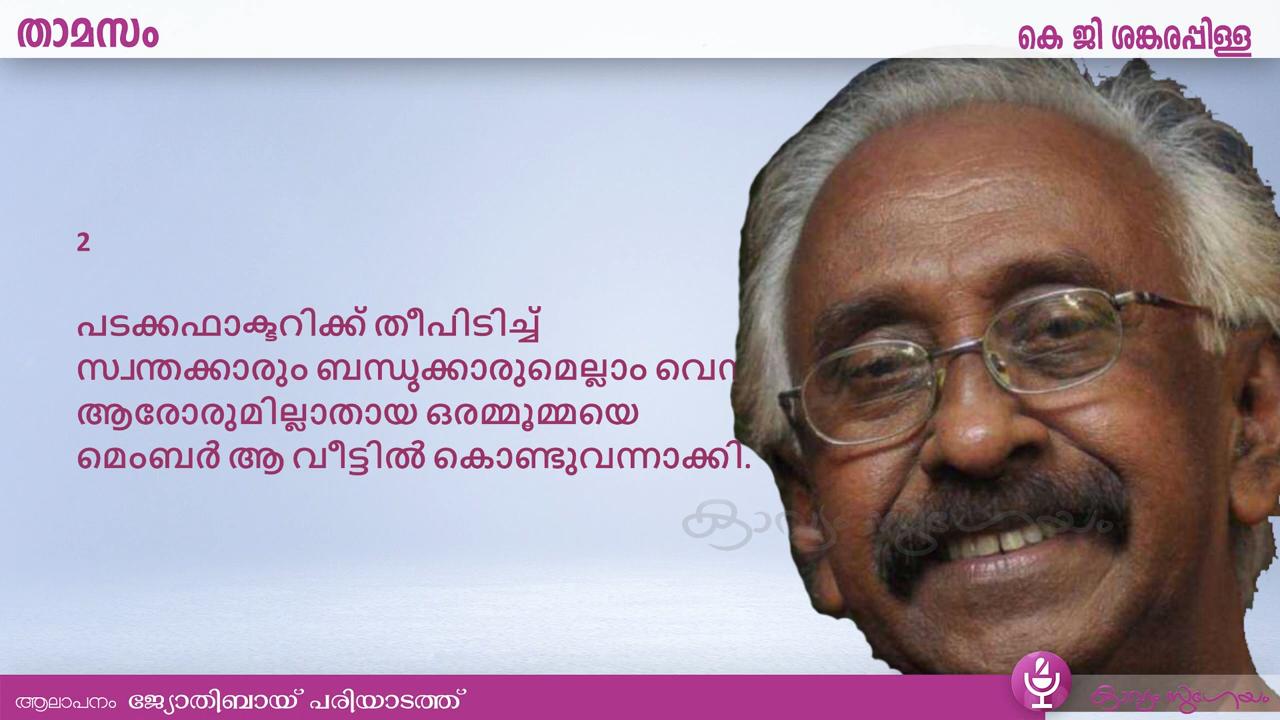 താമസം
കെ ജി ശങ്കരപ്പിള്ള
2
പടക്കഫാക്ടറിക്ക് തീപിടിച്ച്
സ്വന്തക്കാരും ബന്ധുക്കാരുമെല്ലാം
ആരോരുമില്ലാതായ ഒരമ്മൂമ്മയെ
മെംബർ ആ വീട്ടിൽ കൊണ്ടുവന്നാക്കി.
കാവ്യം സുഗേയം
ആലാപനം ജ്യോതിബായ് പരിയാടത്ത്
കാവ്യം സുഗേയം